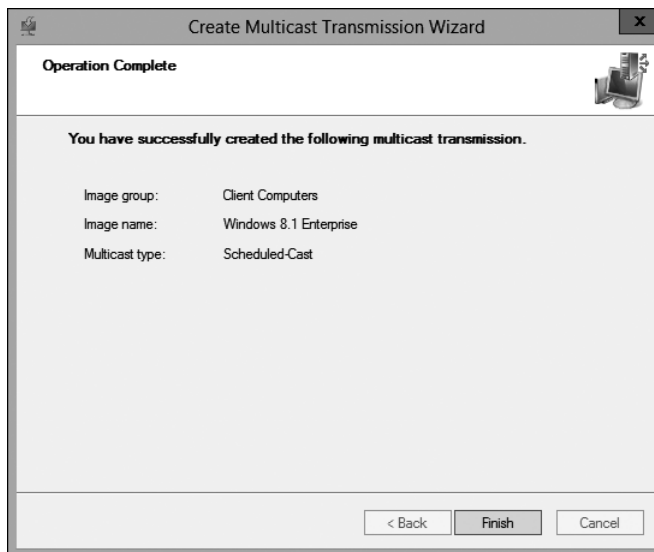 Create Multicast Transmission Wizard
x
Operation Complete
You have successfully created the following multicast transmission.
Image group: Client Computers
Image name: Windows 8.1 Enterprise
Multicast type: Scheduled-Cast
< Back Finish Cancel